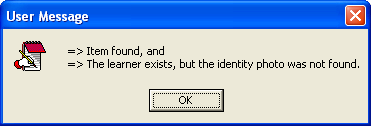 User Message
=> Item found, and
=> The learner exists, but the identity photo was not found.
OK